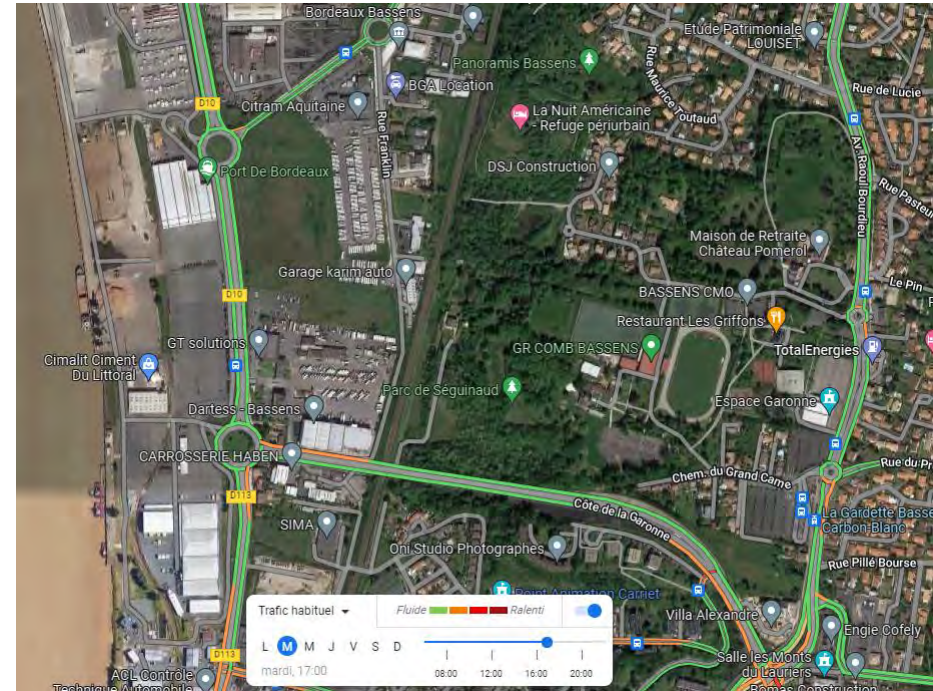 Bordeaux Bassens
Etude Patrimoniale
LOUISET
Panoramis Bassens
BGA Location
Rue de Lucie
D10
Citram Aquitaine
La Nuit Américaine
- Refuge périurbain
Rue Maurice Toutaud
Rue Franklin
Av. Raoul Bourdieu
DSJ Construction
Port De Bordeaux
Rue Pasteur
Maison de Retraite
Château Pomerol
Garage karim auto
Le Pin
D10
BASSENS CMO
Restaurant Les Griffons
GT solutions
GR COMB BASSENS
TotalEnergies
Cimalit Ciment
Du Littoral
Parc de Séguinaud
Espace Garonne
Dartess - Bassens
CARROSSERIE HABEN
Rue du Pr
Chem. du Grand Came
D113
Côte de la Garonne
La Gardette Basse
Carbon-Blanc
SIMA
Oni Studio Photographes
Rue Pillé Bourse
Point Animation Carriet
Trafic habituel
Fluide
Ralenti
Villa Alexandre
Engie Cofely
L M M J V S D
D113
mardi, 17:00
08:00 12:00 16:00 20:00
Salle les Monts
du Lauriers
ACL Contrôle
Technique Automobile
Bomas Construction